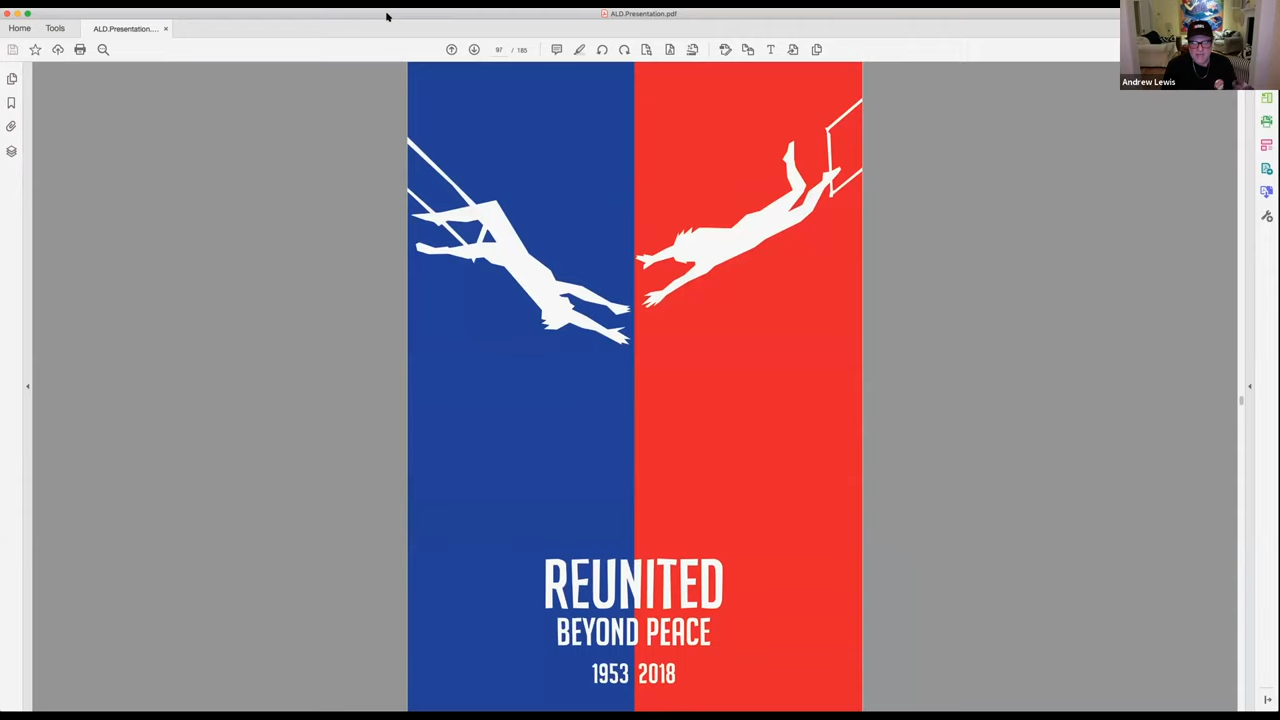 ALD.Presentation.pdf
Home
Tools
ALD.Presentation....
97 / 185
Andrew Lewis
REUNITED
BEYOND PEACE
1953 2018